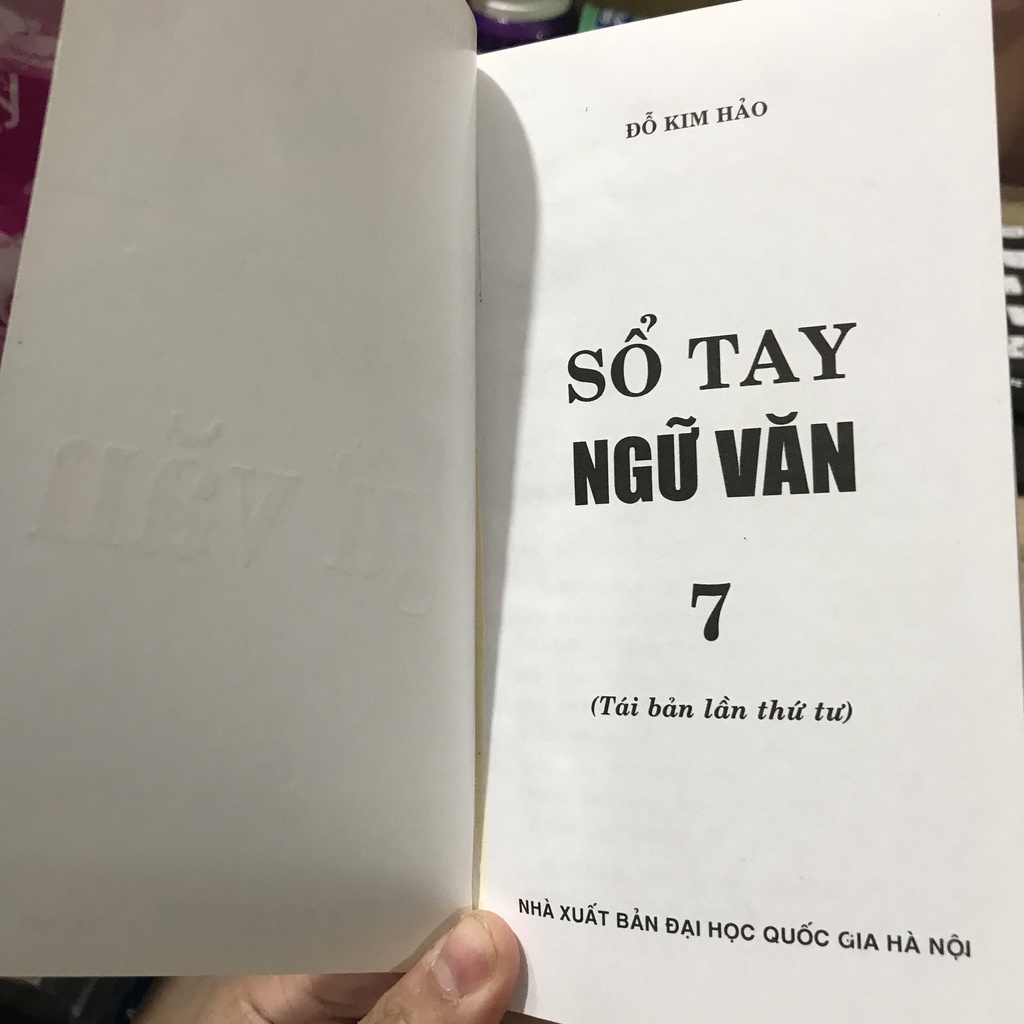 ĐỖ KIM HẢO
SỔ TAY
NGỮ VĂN
7
(Tái bản lần thứ tư)
NHÀ XUẤT BẢN ĐẠI HỌC QUỐC GIA HÀ NỘI